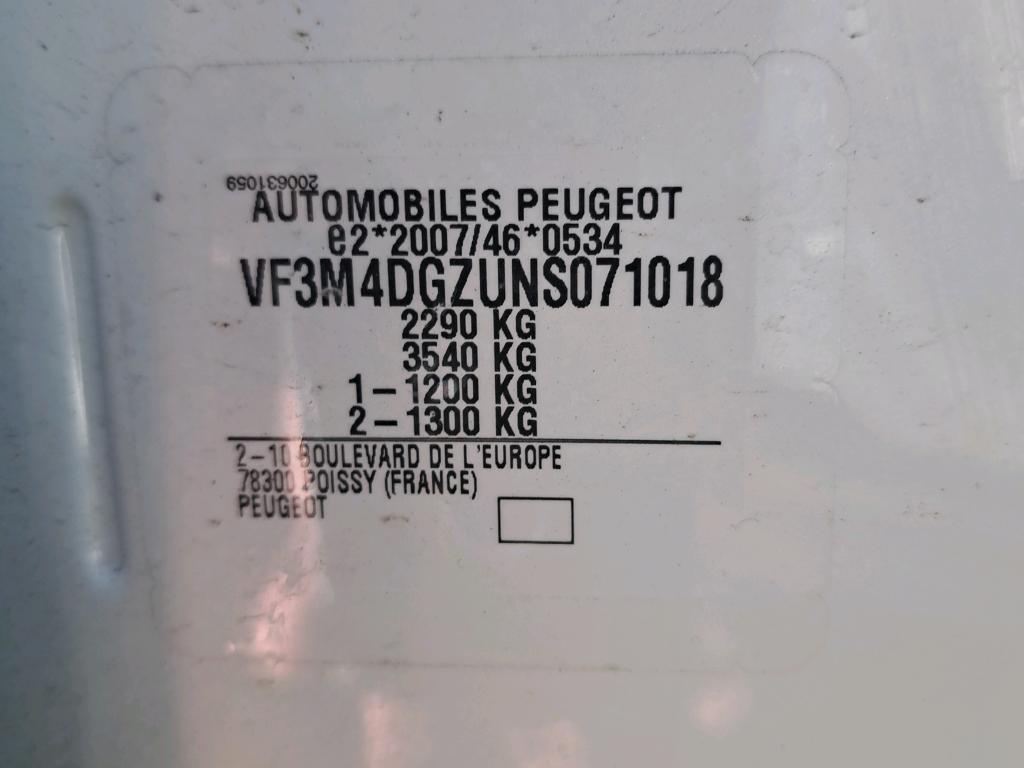 200631059
AUTOMOBILES PEUGEOT
e2*2007/46*0534
VF3M4DGZUNS071018
2290 KG
3540 KG
1-1200 KG
2-1300 KG
2-10 BOULEVARD DE L'EUROPE
78300 POISSY (FRANCE)
PEUGEOT